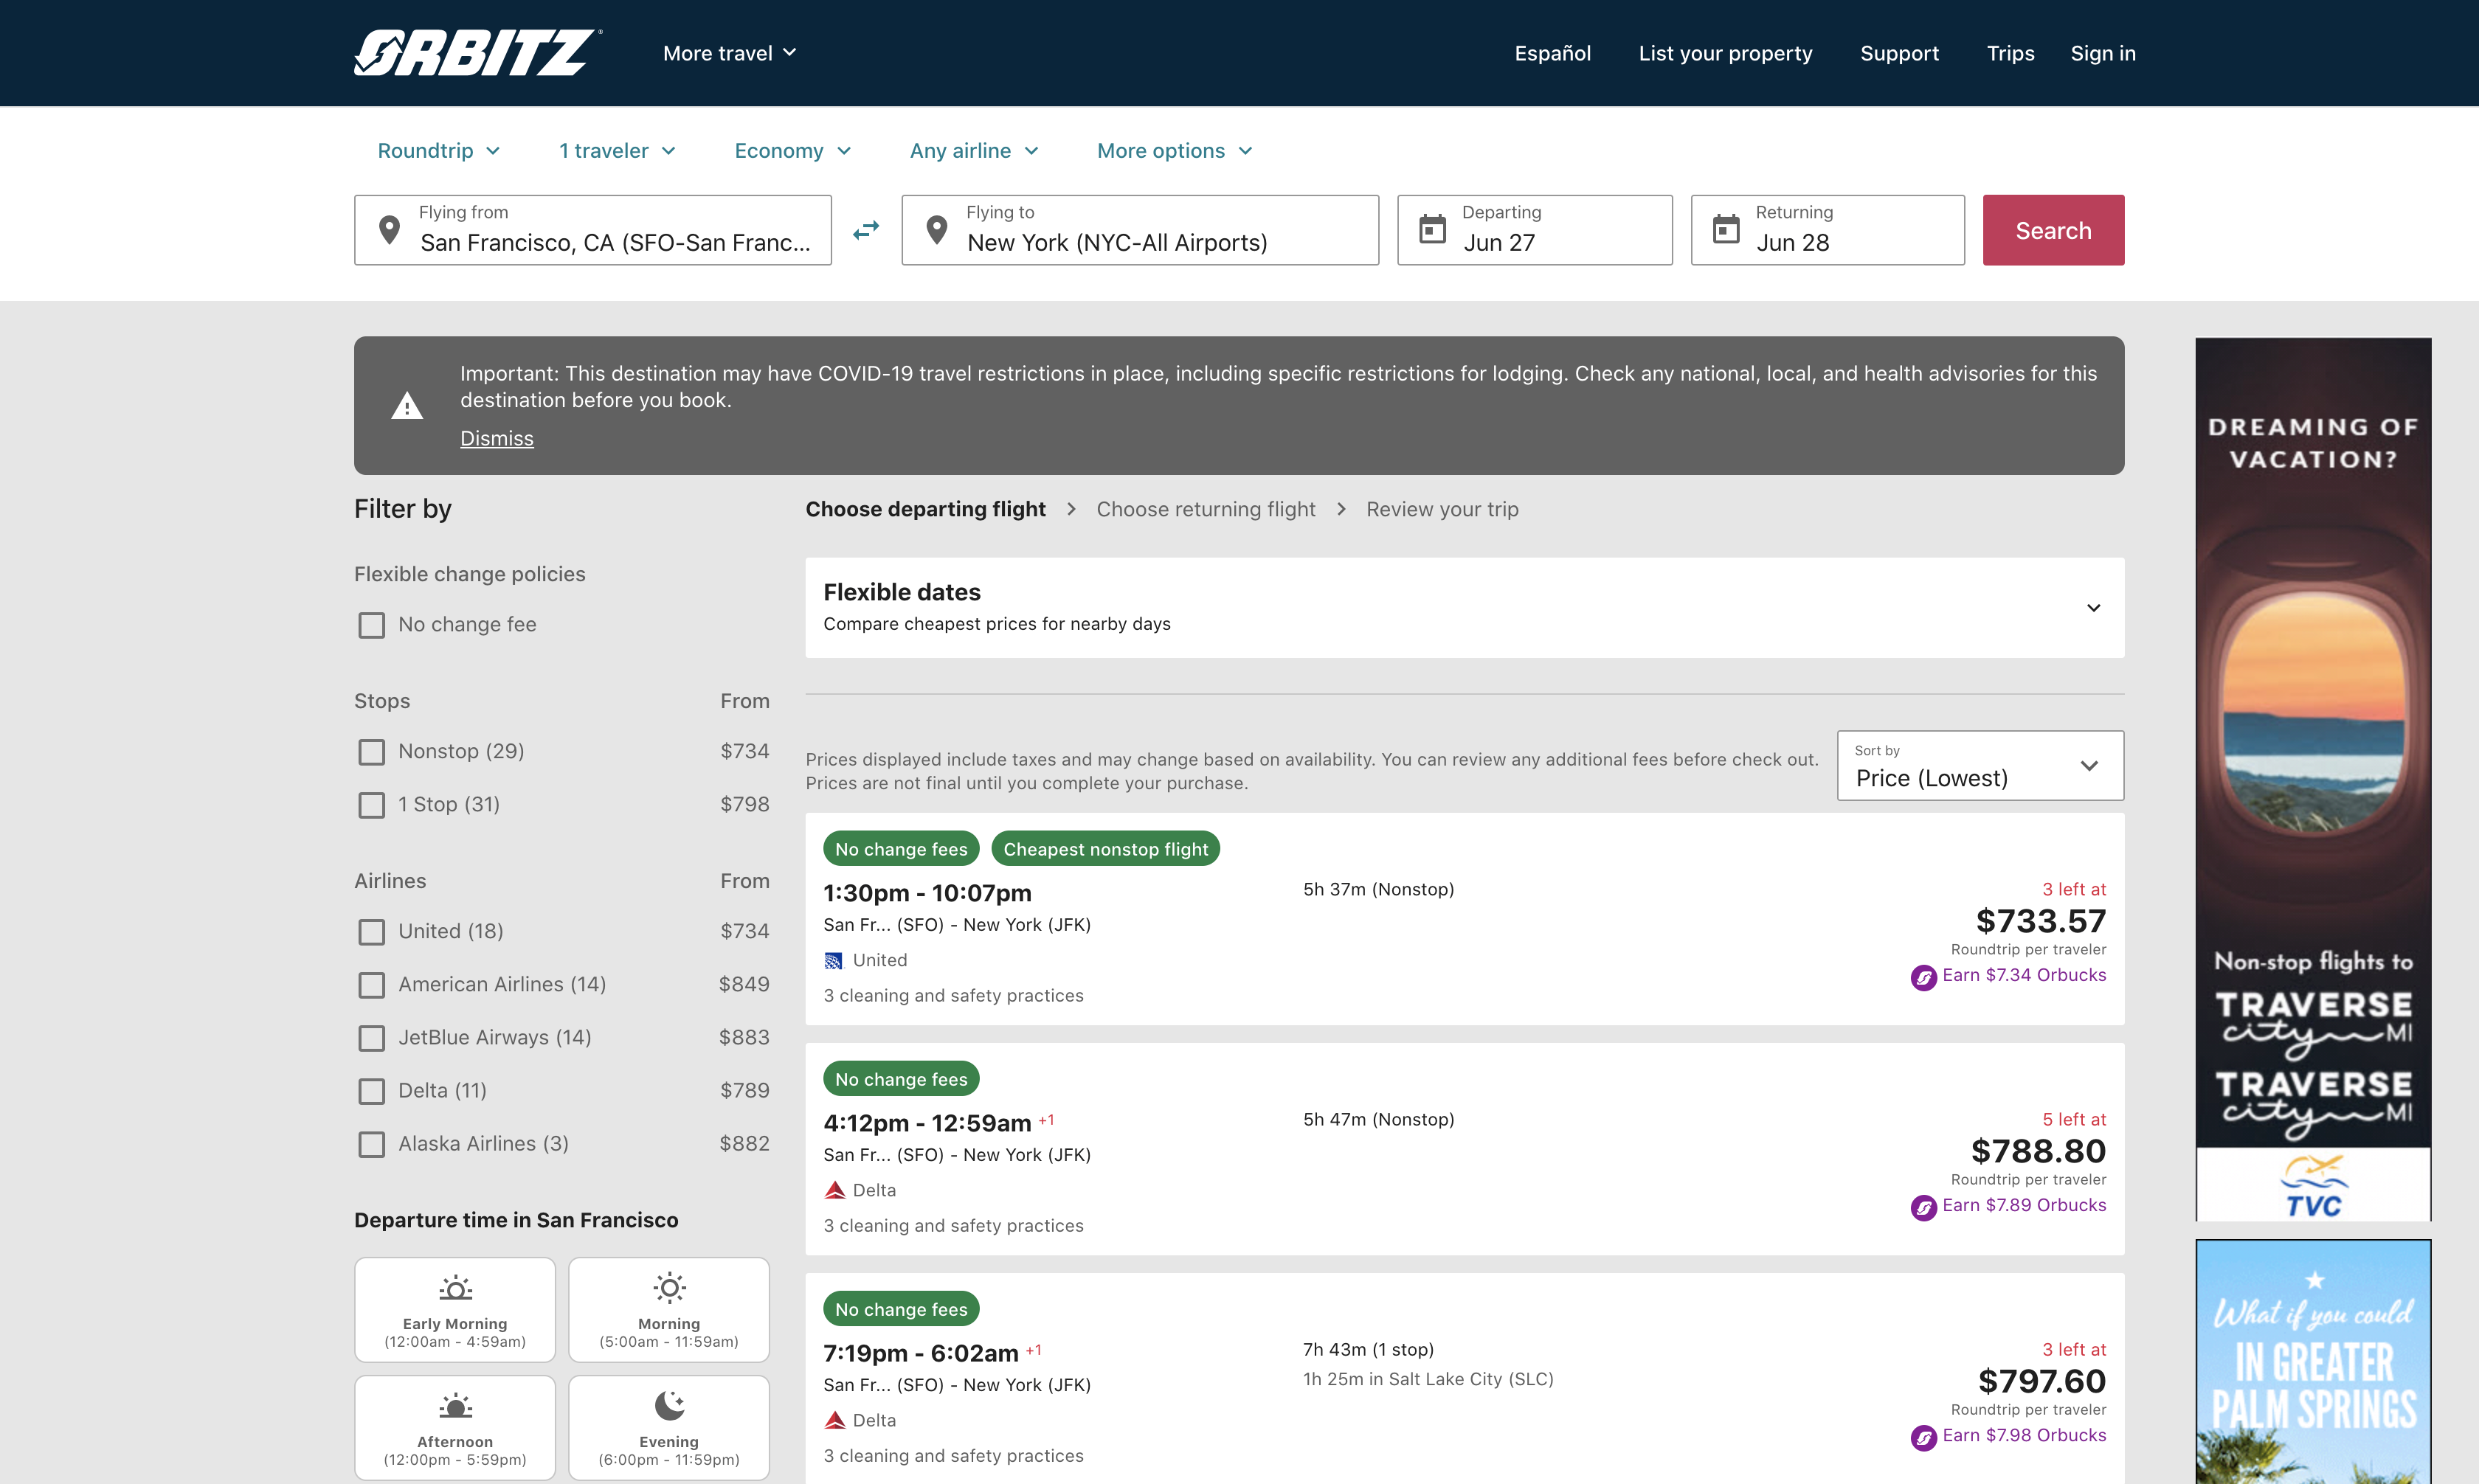 ORBITZ
More travel
Español
List your property
Support
Trips
Sign in
Roundtrip
1 traveler
Economy
Any airline
More options
Flying from
San Francisco, CA (SFO-San Franc...
Flying to
New York (NYC-All Airports)
Departing
Jun 27
Returning
Jun 28
Search
Important: This destination may have COVID-19 travel restrictions in place, including specific restrictions for lodging. Check any national, local, and health advisories for this
destination before you book.
Dismiss
Filter by
Flexible change policies
No change fee
Stops From
Nonstop (29) $734
1 Stop (31) $798
Airlines From
United (18) $734
American Airlines (14) $849
JetBlue Airways (14) $883
Delta (11) $789
Alaska Airlines (3) $882
Departure time in San Francisco
Early Morning
(12:00am - 4:59am)
Morning
(5:00am - 11:59am)
Afternoon
(12:00pm - 5:59pm)
Evening
(6:00pm - 11:59pm)
Choose departing flight > Choose returning flight > Review your trip
Flexible dates
Compare cheapest prices for nearby days
Prices displayed include taxes and may change based on availability. You can review any additional fees before check out.
Prices are not final until you complete your purchase.
Sort by
Price (Lowest)
No change fees
Cheapest nonstop flight
1:30pm - 10:07pm
San Fr... (SFO) - New York (JFK)
United
3 cleaning and safety practices
5h 37m (Nonstop)
3 left at
$733.57
Roundtrip per traveler
Earn $7.34 Orbucks
No change fees
4:12pm - 12:59am +1
San Fr... (SFO) - New York (JFK)
Delta
3 cleaning and safety practices
5h 47m (Nonstop)
5 left at
$788.80
Roundtrip per traveler
Earn $7.89 Orbucks
No change fees
7:19pm - 6:02am +1
San Fr... (SFO) - New York (JFK)
Delta
3 cleaning and safety practices
7h 43m (1 stop)
1h 25m in Salt Lake City (SLC)
3 left at
$797.60
Roundtrip per traveler
Earn $7.98 Orbucks
DREAMING OF
VACATION?
Non-stop flights to
TRAVERSE
city MI
TRAVERSE
city MI
TVC
What if you could
IN GREATER
PALM SPRINGS